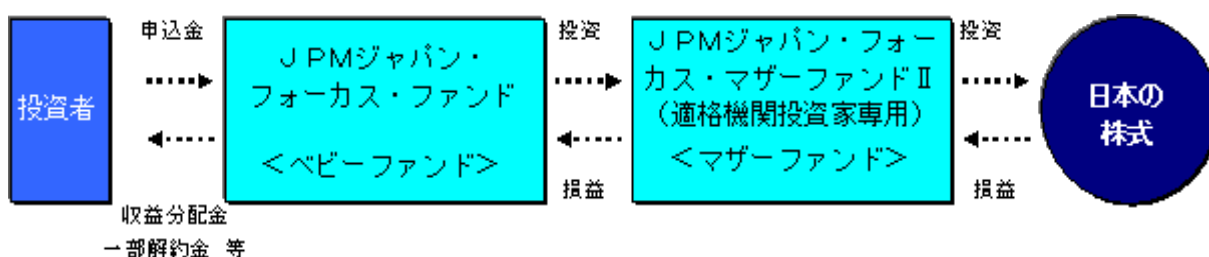 投資者
申込金
収益分配金
一部解約金 等
JPMジャパン・
フォーカス・ファンド
<ベビーファンド>
投資
損益
JPMジャパン・フォー
カス・マザーファンドⅡ
(適格機関投資家専用)
<マザーファンド>
投資
損益
日本の
株式